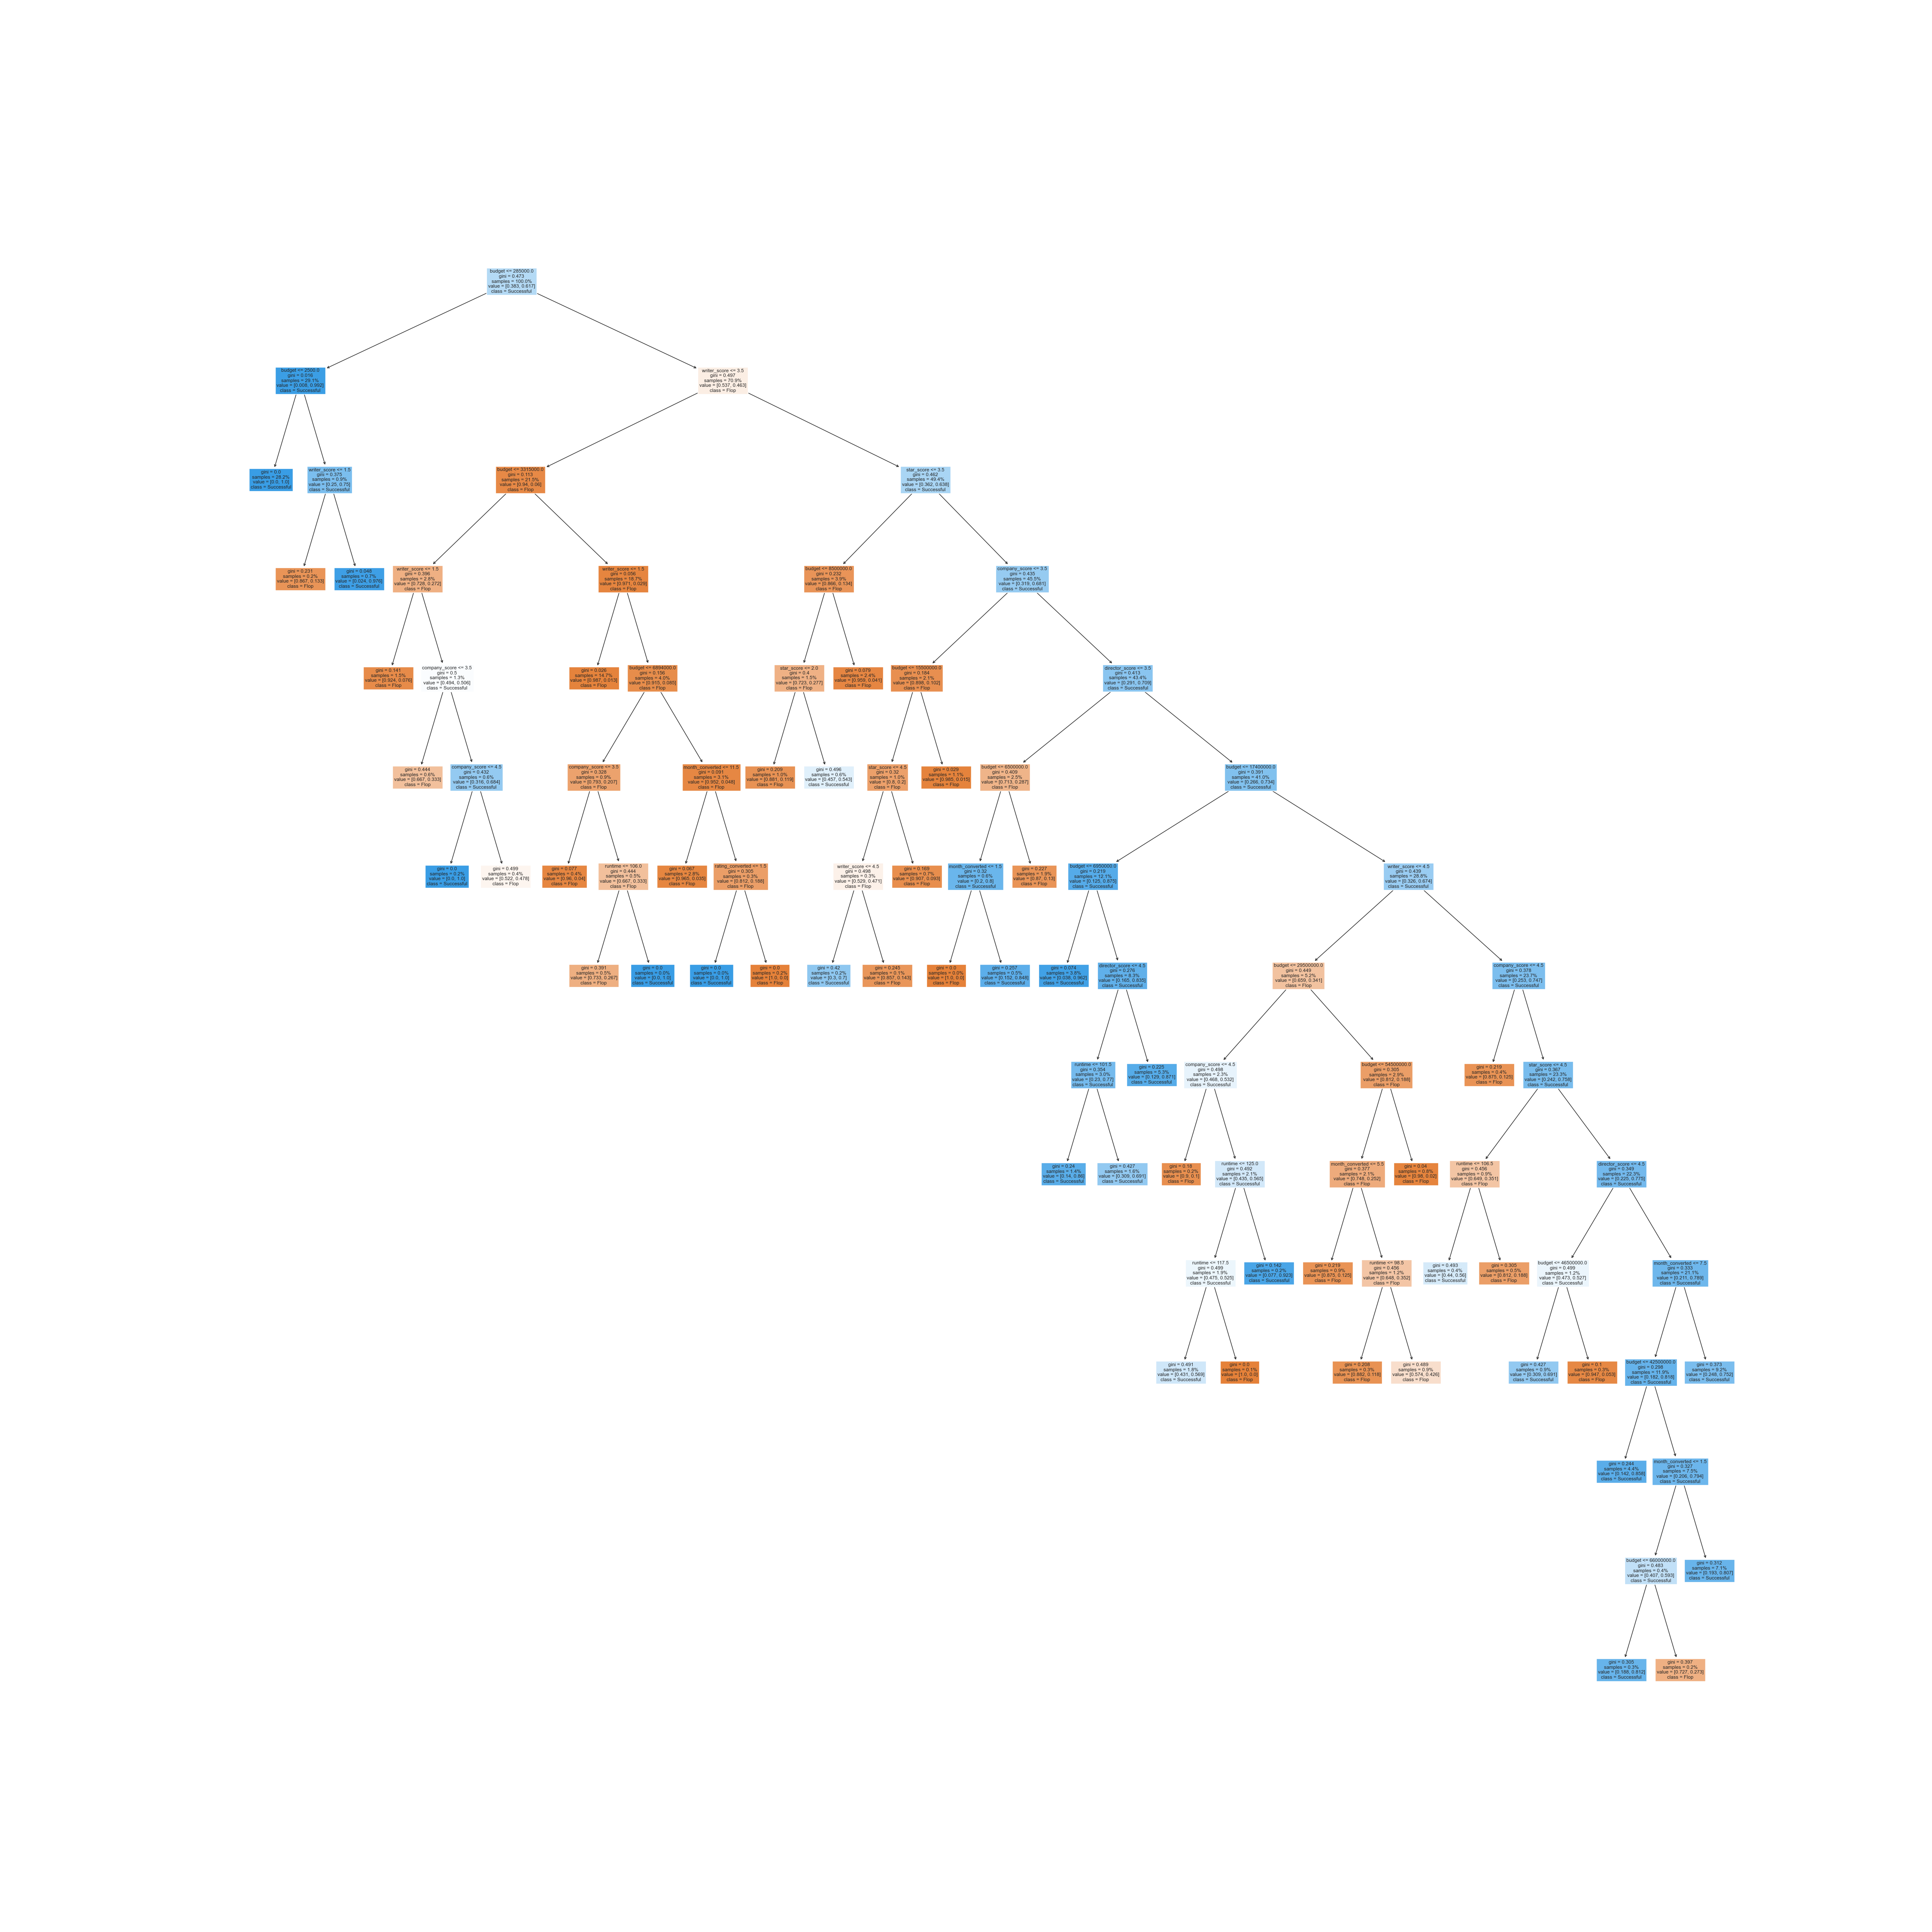 budget <= 285000.0
gini = 0.473
samples = 100.0%
value = [0.383, 0.617]
class = Successful
budget <= 2500.0
gini = 0.016
samples = 29.1%
class = Successful
writer_score <= 3.5
gini = 0.497
samples = 70.9%
value = [0.537, 0.463]
class = Flop
gini = 0.0
samples = 28.2%
value = [0.0, 1.0]
class = Successful
writer_score <= 1.5
gini = 0.375
samples = 0.9%
value = [0.25, 0.75]
class = Successful
budget <= 3315000.0
gini = 0.113
samples = 21.5%
value = [0.94, 0.06]
class = Flop
star_score <= 3.5
gini = 0.462
samples = 49.4%
value = [0.362, 0.638]
class = Successful
gini = 0.231
samples = 0.2%
value = [0.867, 0.133]
class = Flop
gini = 0.046
samples = 0.7%
value = [0.024, 0.976]
class = Successful
writer_score <= 1.5
gini = 0.396
samples = 2.8%
value = [0.728, 0.272]
class = Flop
writer_score <= 1.5
gini = 0.056
samples = 18.7%
value = [0.971, 0.029]
class = Flop
budget <= 6500000.0
gini = 0.232
samples = 3.9%
value = [0.866, 0.134]
class = Flop
company_score <= 3.5
gini = 0.435
samples = 45.5%
value = [0.319, 0.681]
class = Successful
gini = 0.141
samples = 1.5%
value = [0.924, 0.076]
class = Flop
company_score <= 3.5
gini = 0.5
samples = 1.3%
value = [0.494, 0.506]
class = Successful
gini = 0.026
samples = 14.7%
value = [0.987, 0.013]
class = Flop
gini = 0.156
samples = 4.0%
value = [0.915, 0.085]
class = Flop
star_score <= 2.0
gini = 0.4
samples = 1.5%
value = [0.723, 0.277]
class = Flop
gini = 0.079
samples = 2.4%
value = [0.959, 0.041]
class = Flop
budget <= 15500000.0
gini = 0.184
samples = 2.1%
value = [0.898, 0.102]
class = Flop
director_score <= 3.5
gini = 0.413
samples = 43.4%
value = [0.291, 0.709]
class = Successful
gini = 0.444
samples = 0.6%
value = [0.667, 0.333]
class = Flop
company_score <= 4.5
gini = 0.432
samples = 0.6%
value = [0.316, 0.684]
class = Successful
company_score <= 3.5
gini = 0.328
samples = 0.9%
value = [0.793, 0.207]
class = Flop
month_converted <= 11.5
gini = 0.091
samples = 3.1%
value = [0.952, 0.048]
class = Flop
gini = 0.209
samples = 1.0%
value = [0.881, 0.119]
class = Flop
gini = 0.496
samples = 0.6%
value = [0.457, 0.543]
class = Successful
star_score <= 4.5
gini = 0.32
samples = 1.0%
value = [0.8, 0.2]
class = Flop
gini = 0.029
samples = 1.1%
value = [0.985, 0.015]
class = Flop
budget <= 6500000.0
gini = 0.409
samples = 2.5%
value = [0.713, 0.287]
class = Flop
budget <= 17400000.0
gini = 0.391
samples = 41.0%
value = [0.266, 0.734]
class = Successful
gini = 0.0
samples = 0.2%
value = [0.0, 1.0]
class = Successful
gini = 0.499
samples = 0.4%
value = [0.522, 0.478]
class = Flop
gini = 0.077
samples = 0.4%
value = [0.96, 0.04]
class = Flop
runtime <= 106.0
gini = 0.444
samples = 0.5%
value = [0.667, 0.333]
class = Flop
gini = 0.067
samples = 2.8%
value = [0.965, 0.035]
class = Flop
rating_converted <= 1.5
gini = 0.305
samples = 0.3%
value = [0.812, 0.188]
class = Flop
writer_score <= 4.5
gini = 0.498
samples = 0.3%
value = [0.529, 0.471]
class = Flop
gini = 0.169
samples = 0.7%
value = [0.907, 0.093]
class = Flop
month_converted <= 1.5
gini = 0.32
samples = 0.6%
value = [0.2, 0.8]
class = Successful
gini = 0.227
samples = 1.9%
value = [0.87, 0.13]
class = Flop
gini = 0.219
samples = 12.1%
value = [0.125, 0.875]
class = Successful
writer_score <= 4.5
gini = 0.439
samples = 28.8%
value = [0.326, 0.674]
class = Successful
gini = 0.391
samples = 0.5%
value = [0.733, 0.267]
class = Flop
gini = 0.0
samples = 0.0%
value = [0.0, 1.0]
class = Successful
gini = 0.0
samples = 0.0%
value = [0.0, 1.0]
class = Successful
gini = 0.0
samples = 0.2%
value = [1.0, 0.0]
class = Flop
gini = 0.42
samples = 0.2%
value = [0.3, 0.7]
class = Successful
gini = 0.245
samples = 0.1%
value = [0.857, 0.143]
class = Flop
gini = 0.0
samples = 0.0%
value = [1.0, 0.0]
class = Flop
gini = 0.257
samples = 0.5%
value = [0.152, 0.848]
class = Successful
gini = 0.074
samples = 3.8%
value = [0.038, 0.962]
class = Successful
director_score <= 4.5
gini = 0.276
samples = 8.3%
value = [0.165, 0.835]
class = Successful
budget <= 29500000.0
gini = 0.449
samples = 5.2%
value = [0.659, 0.341]
class = Flop
company_score <= 4.5
gini = 0.378
samples = 23.7%
value = [0.253, 0.747]
class = Successful
runtime <= 101.5
gini = 0.354
samples = 3.0%
value = [0.23, 0.77]
class = Successful
gini = 0.225
samples = 5.3%
value = [0.129, 0.871]
class = Successful
company_score <= 4.5
gini = 0.498
samples = 2.3%
value = [0.468, 0.532]
class = Successful
budget <= 54500000.0
gini = 0.305
samples = 2.9%
value = [0.812, 0.188]
class = Flop
gini = 0.219
samples = 0.4%
value = [0.875, 0.125]
class = Flop
star_score <= 4.5
gini = 0.367
samples = 23.3%
value = [0.242, 0.758]
class = Successful
gini = 0.24
samples = 1.4%
value = [0.14, 0.86]
class = Successful
gini = 0.427
samples = 1.6%
value = [0.309, 0.691]
class = Successful
gini = 0.18
samples = 0.2%
value = [0.9, 0.1]
class = Flop
runtime <= 125.0
gini = 0.492
samples = 2.1%
value = [0.435, 0.565]
class = Successful
month_converted <= 5.5
gini = 0.377
samples = 2.1%
value = [0.748, 0.252]
class = Flop
gini = 0.04
samples = 0.8%
value = [0.98, 0.02]
class = Flop
runtime <= 106.5
gini = 0.456
samples = 0.9%
value = [0.649, 0.351]
class = Flop
director_score <= 4.5
gini = 0.349
samples = 22.3%
value = [0.225, 0.775]
class = Successful
runtime <= 117.5
gini = 0.499
samples = 1.9%
value = [0.475, 0.525]
class = Successful
gini = 0.142
samples = 0.2%
value = [0.077, 0.923]
class = Successful
gini = 0.219
samples = 0.9%
value = [0.875, 0.125]
class = Flop
runtime <= 98.5
gini = 0.456
samples = 1.2%
value = [0.648, 0.352]
class = Flop
gini = 0.493
samples = 0.4%
value = [0.44, 0.56]
class = Successful
gini = 0.305
samples = 0.5%
value = [0.812, 0.188]
class = Flop
budget <= 46500000.0
gini = 0.499
samples = 1.2%
value = [0.473, 0.527]
class = Successful
month_converted <= 7.5
gini = 0.333
samples = 21.1%
value = [0.211, 0.789]
class = Successful
gini = 0.491
samples = 1.8%
value = [0.431, 0.569]
class = Successful
gini = 0.0
samples = 0.1%
value = [1.0, 0.0]
class = Flop
gini = 0.208
samples = 0.3%
value = [0.882, 0.118]
class = Flop
gini = 0.489
samples = 0.9%
value = [0.574, 0.426]
class = Flop
gini = 0.427
samples = 0.9%
value = [0.309, 0.691]
class = Successful
gini = 0.1
samples = 0.3%
value = [0.947, 0.053]
class = Flop
budget <= 42500000.0
gini = 0.298
samples = 11.9%
value = [0.182, 0.818]
class = Successful
gini = 0.373
samples = 9.2%
value = [0.248, 0.752]
class = Successful
gini = 0.244
samples = 4.4%
value = [0.142, 0.858]
class = Successful
month_converted <= 1.5
gini = 0.327
samples = 7.5%
value = [0.206, 0.794]
class = Successful
budget <= 66000000.0
gini = 0.483
samples = 0.4%
value = [0.407, 0.593]
class = Successful
gini = 0.312
samples = 7.1%
value = [0.193, 0.807]
class = Successful
gini = 0.305
samples = 0.3%
value = [0.188, 0.812]
class = Successful
gini = 0.397
samples = 0.2%
value = [0.727, 0.273]
class = Flop